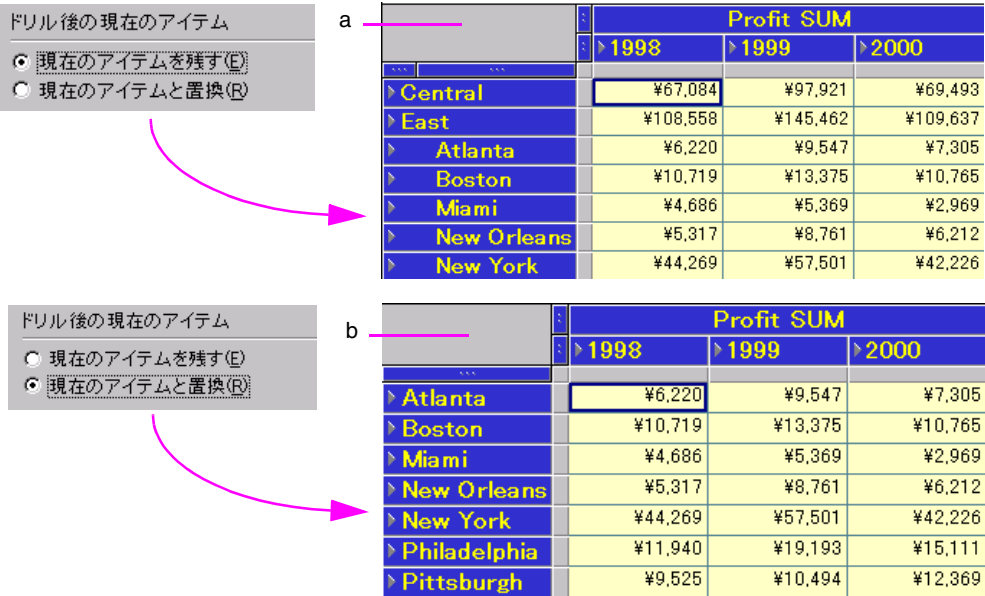 ドリル後の現在のアイテム
現在のアイテムを残す(E)
現在のアイテムと置換(R)
a
Profit SUM
1998 1999 2000
Central ¥67,084 ¥97,921 ¥69,493
East ¥108,558 ¥145,462 ¥109,637
Atlanta ¥6,220 ¥9,547 ¥7,305
Boston ¥10,719 ¥13,375 ¥10,765
Miami ¥4,686 ¥5,369 ¥2,969
New Orleans ¥5,317 ¥8,761 ¥6,212
New York ¥44,269 ¥57,501 ¥42,226
ドリル後の現在のアイテム
現在のアイテムを残す(E)
現在のアイテムと置換(R)
b
Profit SUM
1998 1999 2000
Atlanta ¥6,220 ¥9,547 ¥7,305
Boston ¥10,719 ¥13,375 ¥10,765
Miami ¥4,686 ¥5,369 ¥2,969
New Orleans ¥5,317 ¥8,761 ¥6,212
New York ¥44,269 ¥57,501 ¥42,226
Philadelphia ¥11,940 ¥19,193 ¥15,111
Pittsburgh ¥9,525 ¥10,494 ¥12,369